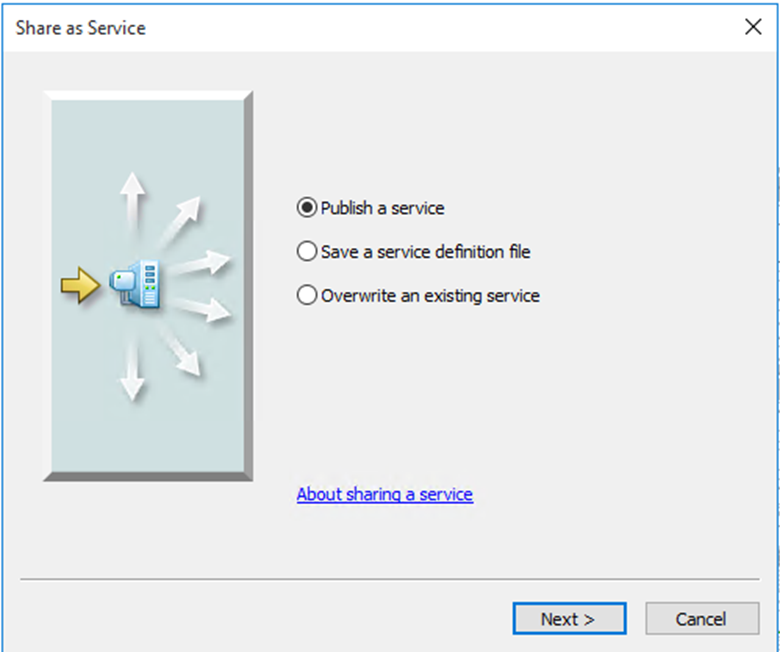 Share as Service
Publish a service
Save a service definition file
Overwrite an existing service
About sharing a service
Next >
Cancel